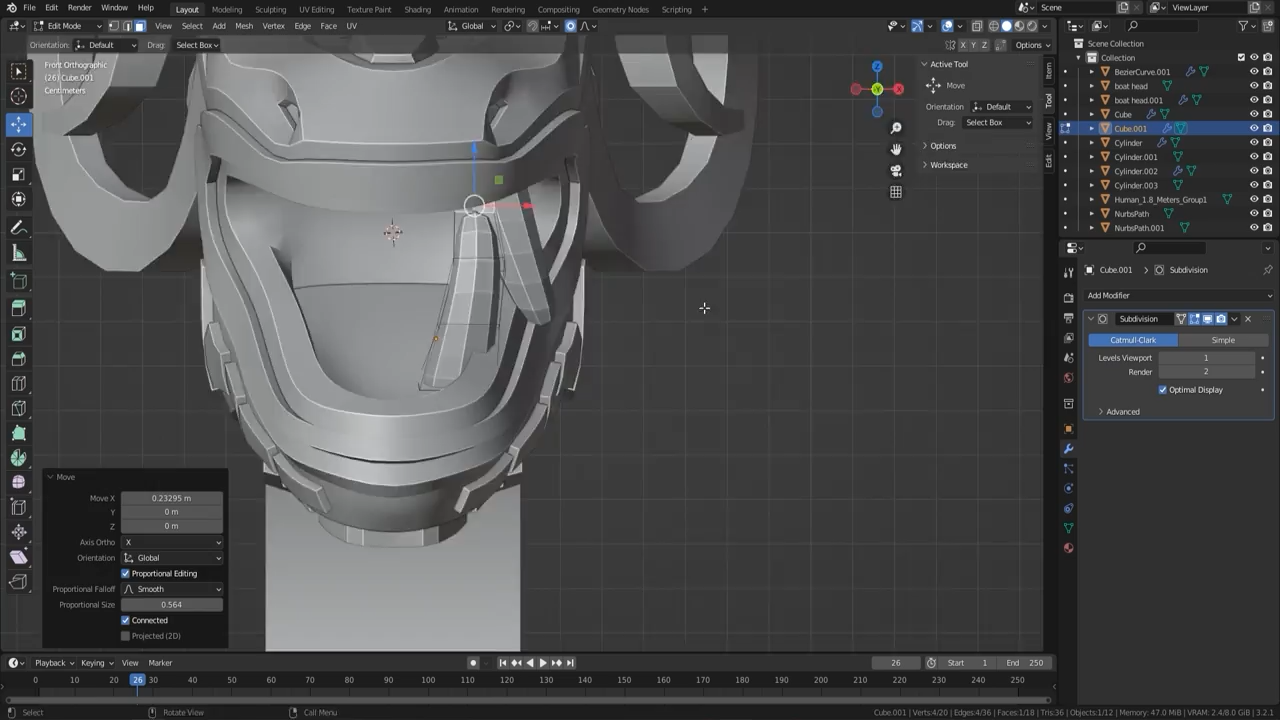 File Edit Render Window Help Layout Modeling Sculpting UV Editing Texture Paint Shading Animation Rendering Compositing Geometry Nodes Scripting + Scene ViewLayer
Edit Mode View Select Add Mesh Vertex Edge Face UV Global
Orientation: Default Drag: Select Box X Y Z Options
Front Orthographic
(26) Cube.001
Centimeters
Active Tool
Move
Orientation Default
Drag: Select Box
Options
Workspace
Item
Tool
View
Edit
Scene Collection
Collection
BezierCurve.001
boat head
boat head.001
Cube
Cube.001
Cylinder
Cylinder.001
Cylinder.002
Cylinder.003
Human_1.8_Meters_Group1
NurbsPath
NurbsPath.001
Cube.001 Subdivision
Add Modifier
Subdivision
Catmull-Clark Simple
Levels Viewport 1
Render 2
Optimal Display
Advanced
Move
Move X 0.23295 m
Y 0 m
Z 0 m
Axis Ortho X
Orientation Global
Proportional Editing
Proportional Falloff Smooth
Proportional Size 0.564
Connected
Projected (2D)
Playback Keying View Marker 26 Start 1 End 250
0 10 20 26 30 40 50 60 70 80 90 100 110 120 130 140 150 160 170 180 190 200 210 220 230 240 250
Select Rotate View Call Menu Cube.001 | Verts:4/20 | Edges:4/36 | Faces:1/18 | Tris:36 | Objects:1/12 | Memory: 47.0 MiB | VRAM: 2.4/8.0 GiB | 3.2.1